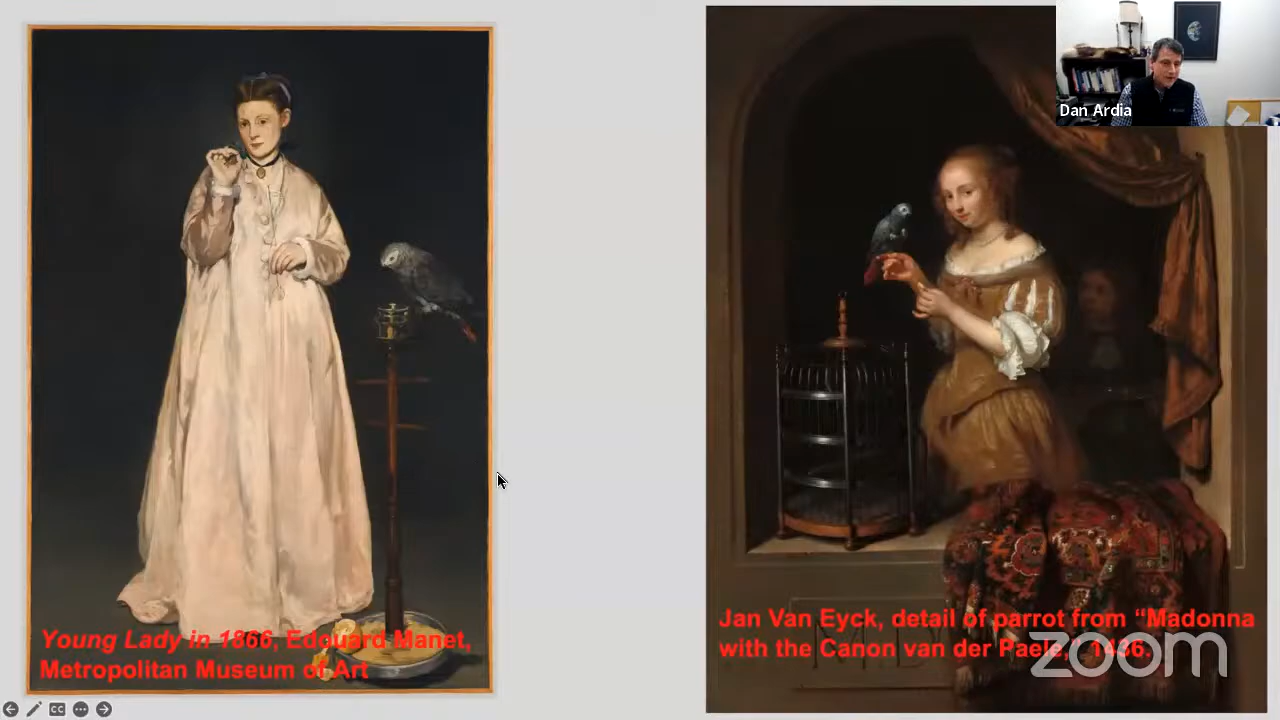 Dan Ardia
Young Lady in 1866, Edouard Manet,
Metropolitan Museum of Art
Jan Van Eyck, detail of parrot from “Madonna
with the Canon van der Paele,” 1436.
zoom
CC